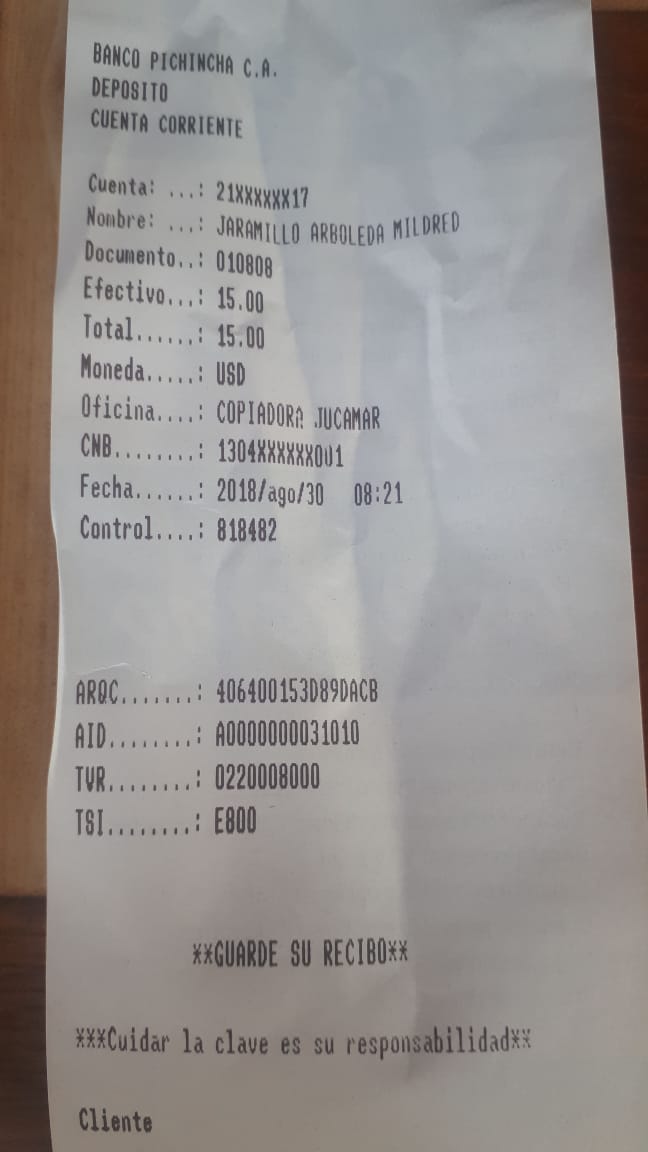 BANCO PICHINCHA C.A.
DEPOSITO
CUENTA CORRIENTE
Cuenta: ...: 21XXXXXX17
Nombre: ...: JARAMILLO ARBOLEDA MILDRED
Documento..: 010808
Efectivo...: 15.00
Total......: 15.00
Moneda.....: USD
Oficina....: COPIADORA JUCAMAR
CNB........: 1304XXXXXX001
Fecha......: 2018/ago/30 08:21
Control....: 818482
ARQC.......: 406400153D89DACB
AID........: A0000000031010
TVR........: 0220008000
TSI........: E800
**GUARDE SU RECIBO**
***Cuidar la clave es su responsabilidad**
Cliente